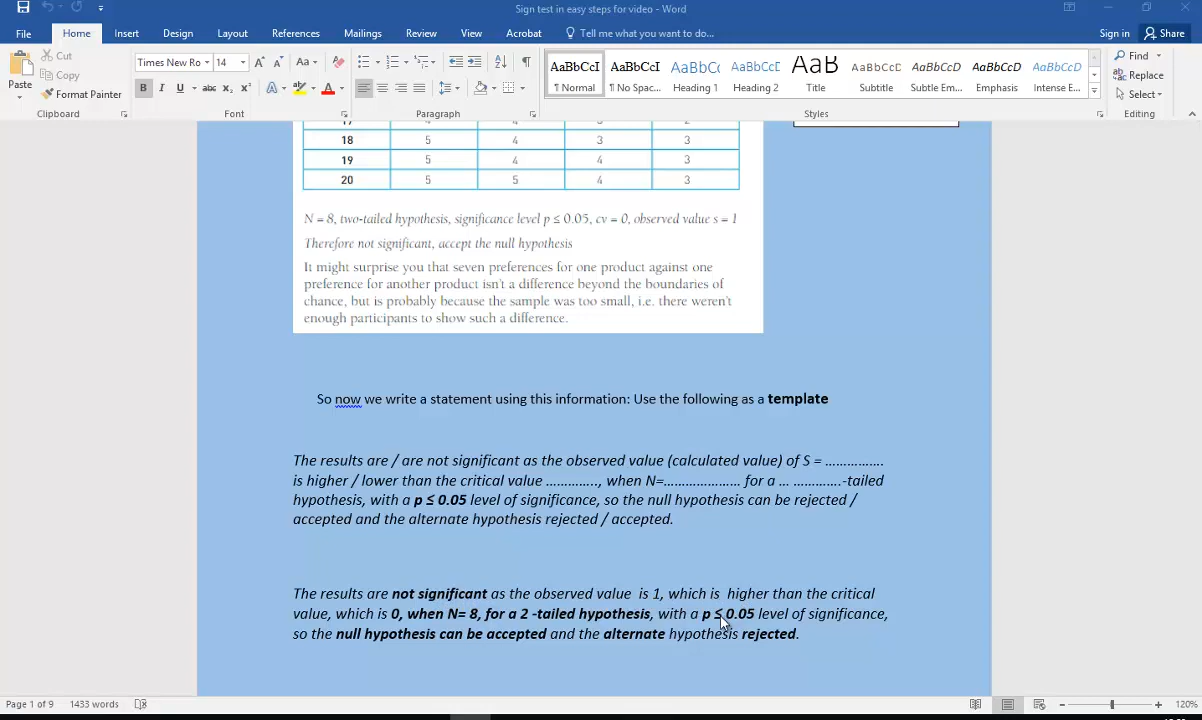 Sign test in easy steps for video - Word
File Home Insert Design Layout References Mailings Review View Acrobat Tell me what you want to do... Sign in Share
Paste Cut Copy Format Painter
Times New Ro 14
AaBbCcI AaBbCcI AaBbCc AaBbCcI AaB AaBbCcD AaBbCcD AaBbCcD AaBbCcD
¶ Normal ¶ No Spac... Heading 1 Heading 2 Title Subtitle Subtle Em... Emphasis Intense E...
Find Replace Select
Clipboard Font Paragraph Styles Editing
18 5 4 3 3
19 5 4 4 3
20 5 5 4 3
N = 8, two-tailed hypothesis, significance level p ≤ 0.05, cv = 0, observed value s = 1
Therefore not significant, accept the null hypothesis
It might surprise you that seven preferences for one product against one
preference for another product isn't a difference beyond the boundaries of
chance, but is probably because the sample was too small, i.e. there weren't
enough participants to show such a difference.
So now we write a statement using this information: Use the following as a template
The results are / are not significant as the observed value (calculated value) of S = …………….
is higher / lower than the critical value ………….., when N=………………… for a … ………….-tailed
hypothesis, with a p ≤ 0.05 level of significance, so the null hypothesis can be rejected /
accepted and the alternate hypothesis rejected / accepted.
The results are not significant as the observed value is 1, which is higher than the critical
value, which is 0, when N= 8, for a 2 -tailed hypothesis, with a p ≤ 0.05 level of significance,
so the null hypothesis can be accepted and the alternate hypothesis rejected.
Page 1 of 9 1433 words 120%